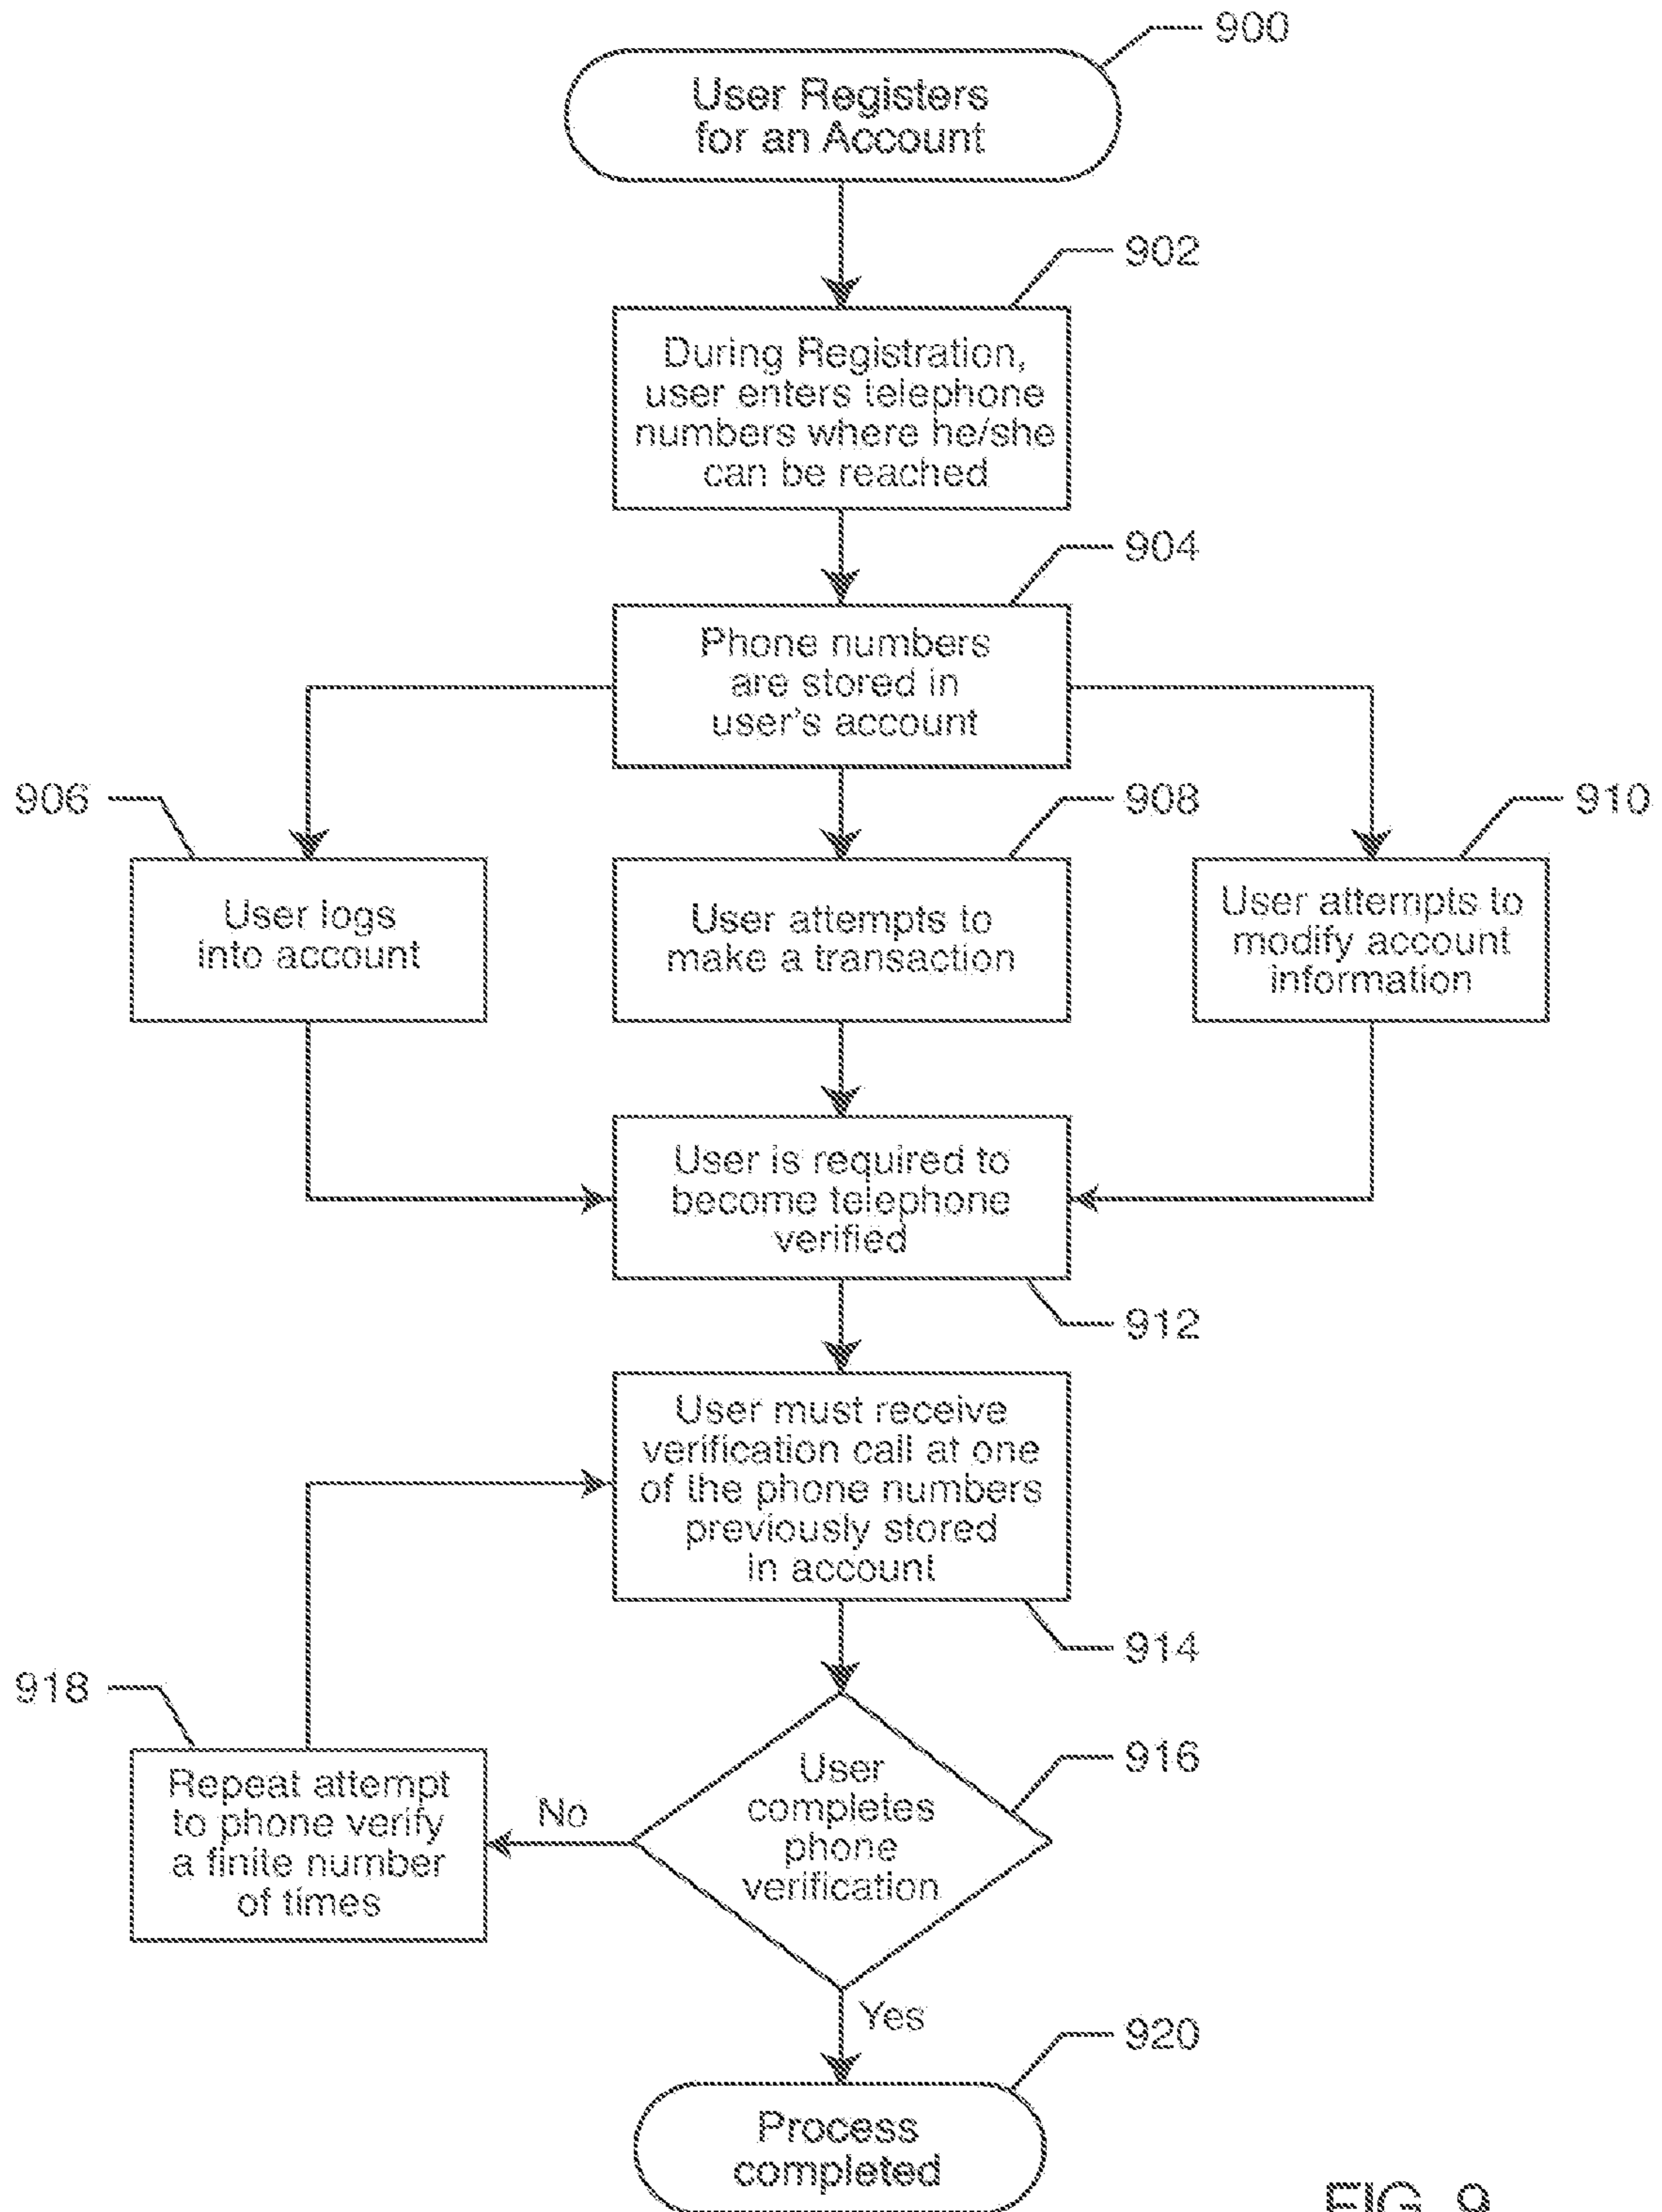 900
User Registers
for an Account
902
During Registration,
user enters telephone
numbers where he/she
can be reached
904
Phone numbers
are stored in
user's account
906
908
910
User logs
into account
User attempts to
make a transaction
User attempts to
modify account
information
User is required to
become telephone
verified
912
User must receive
verification call at one
of the phone numbers
previously stored
in account
914
918
916
Repeat attempt
to phone verify
a finite number
of times
No
User
completes
phone
verification
Yes
920
Process
completed
FIG. 9